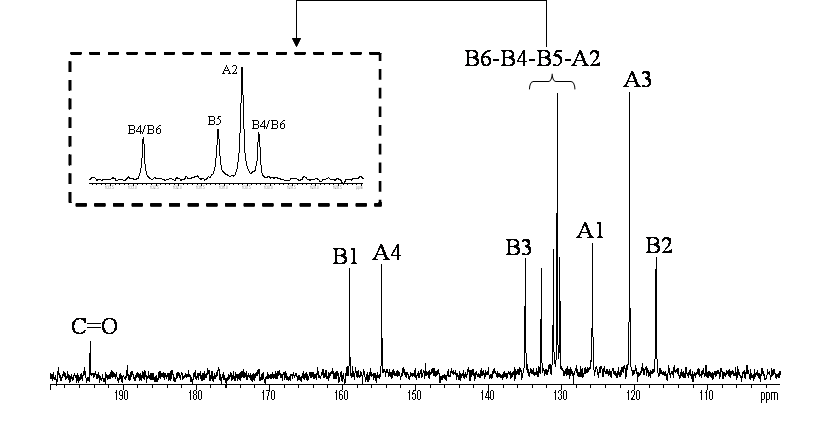 B6-B4-B5-A2
A2
A3
B4/B6
B5
B4/B6
A1
B3
B2
B1
A4
C=O
190
180
170
160
150
140
130
120
110
ppm